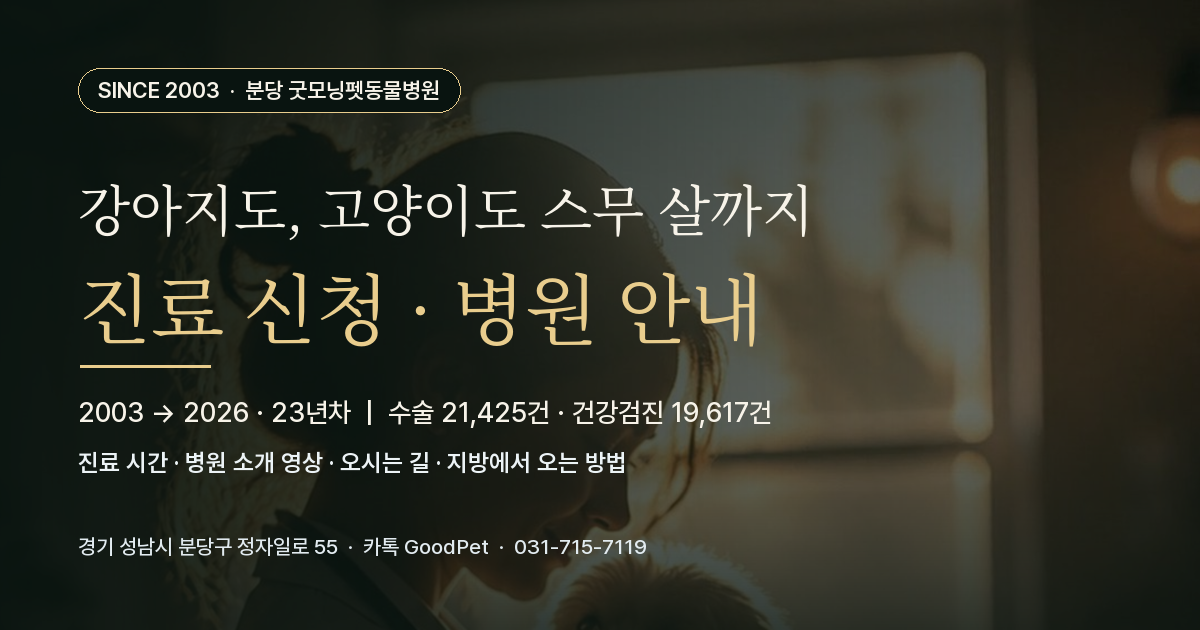 SINCE 2003 · 분당 굿모닝펫동물병원
강아지도, 고양이도 스무 살까지
진료 신청 · 병원 안내
2003 → 2026 · 23년차 | 수술 21,425건 · 건강검진 19,617건
진료 시간 · 병원 소개 영상 · 오시는 길 · 지방에서 오는 방법
경기 성남시 분당구 정자일로 55 · 카톡 GoodPet · 031-715-7119